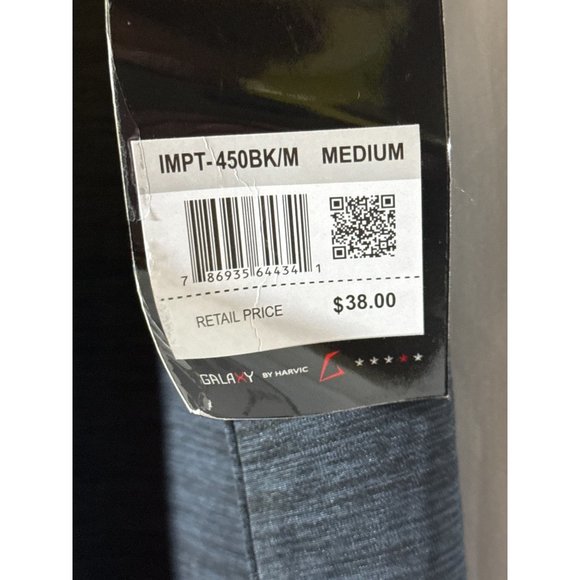 IMPT-450BK/M MEDIUM
7 86935 64434 1
RETAIL PRICE $38.00
GALAXY BY HARVIC